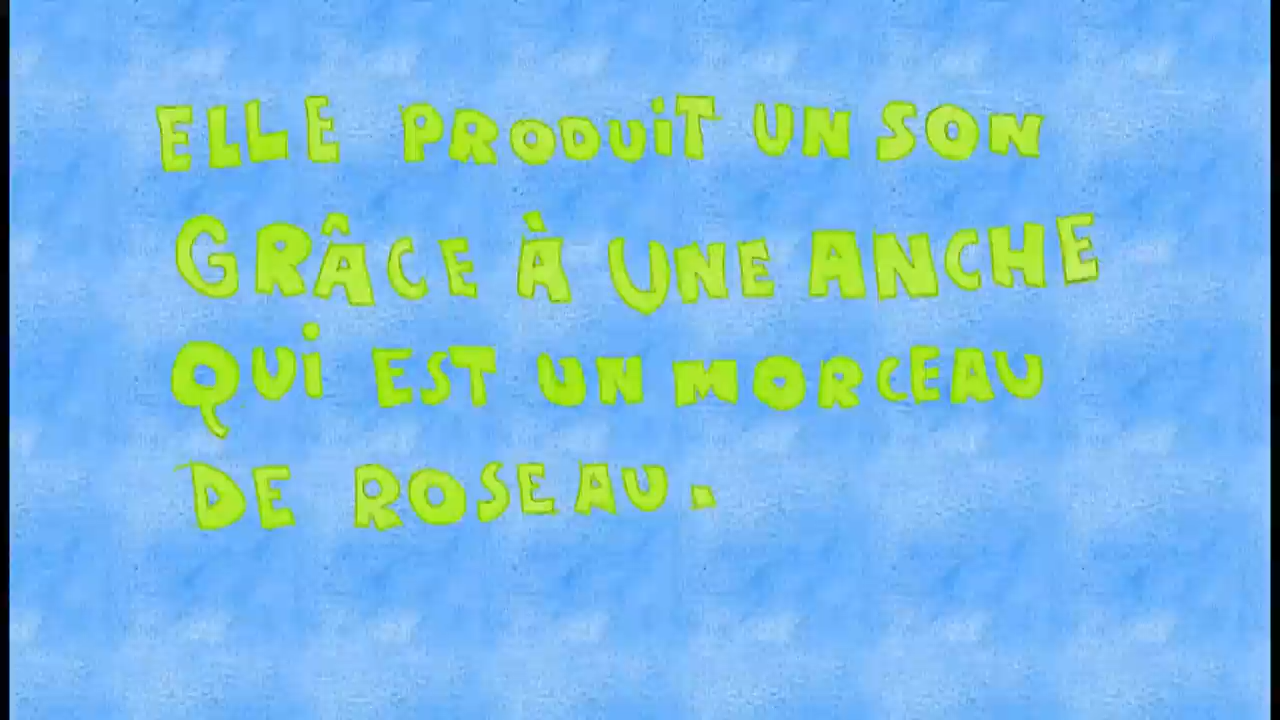 ELLE PRODUiT UN SON
GRÂCE À UNE ANCHE
QUi EST UN MORCEAU
DE ROSEAU.